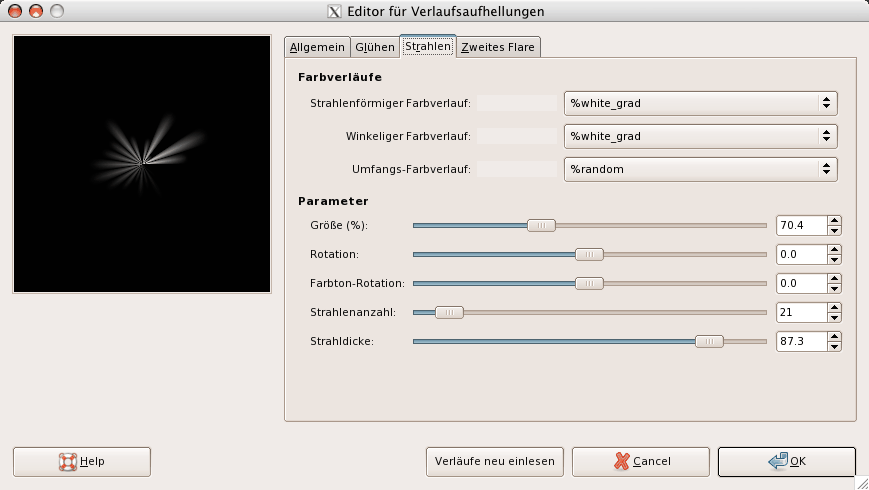 Editor für Verlaufsaufhellungen
Allgemein Glühen Strahlen Zweites Flare
Farbverläufe
Strahlenförmiger Farbverlauf: %white_grad
Winkeliger Farbverlauf: %white_grad
Umfangs-Farbverlauf: %random
Parameter
Größe (%): 70.4
Rotation: 0.0
Farbton-Rotation: 0.0
Strahlenanzahl: 21
Strahldicke: 87.3
Help Verläufe neu einlesen Cancel OK